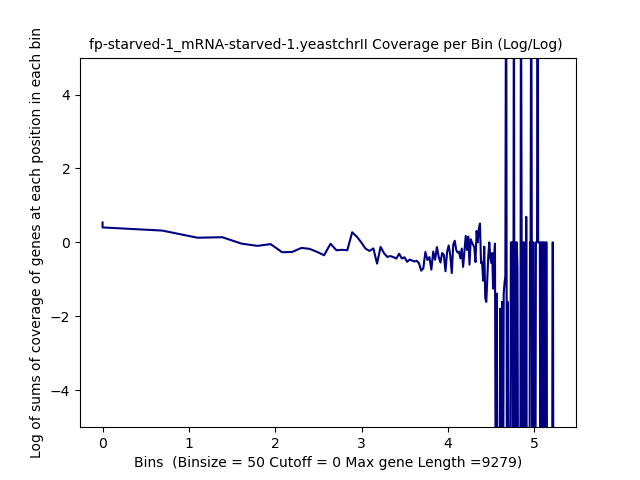 fp-starved-1_mRNA-starved-1.yeastchrII Coverage per Bin (Log/Log)
Log of sums of coverage of genes at each position in each bin
4
2
0
−2
−4
0 1 2 3 4 5
Bins  (Binsize = 50 Cutoff = 0 Max gene Length =9279)